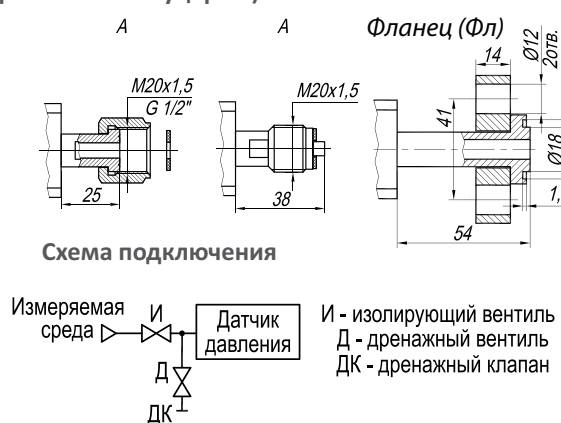 А
А
Фланец (Фл)
M20x1,5
G 1/2"
M20x1,5
14
Ø12
2отв.
41
Ø18
25
38
1,
54
Схема подключения
Измеряемая
среда
И
Датчик
давления
Д
ДК
И - изолирующий вентиль
Д - дренажный вентиль
ДК - дренажный клапан